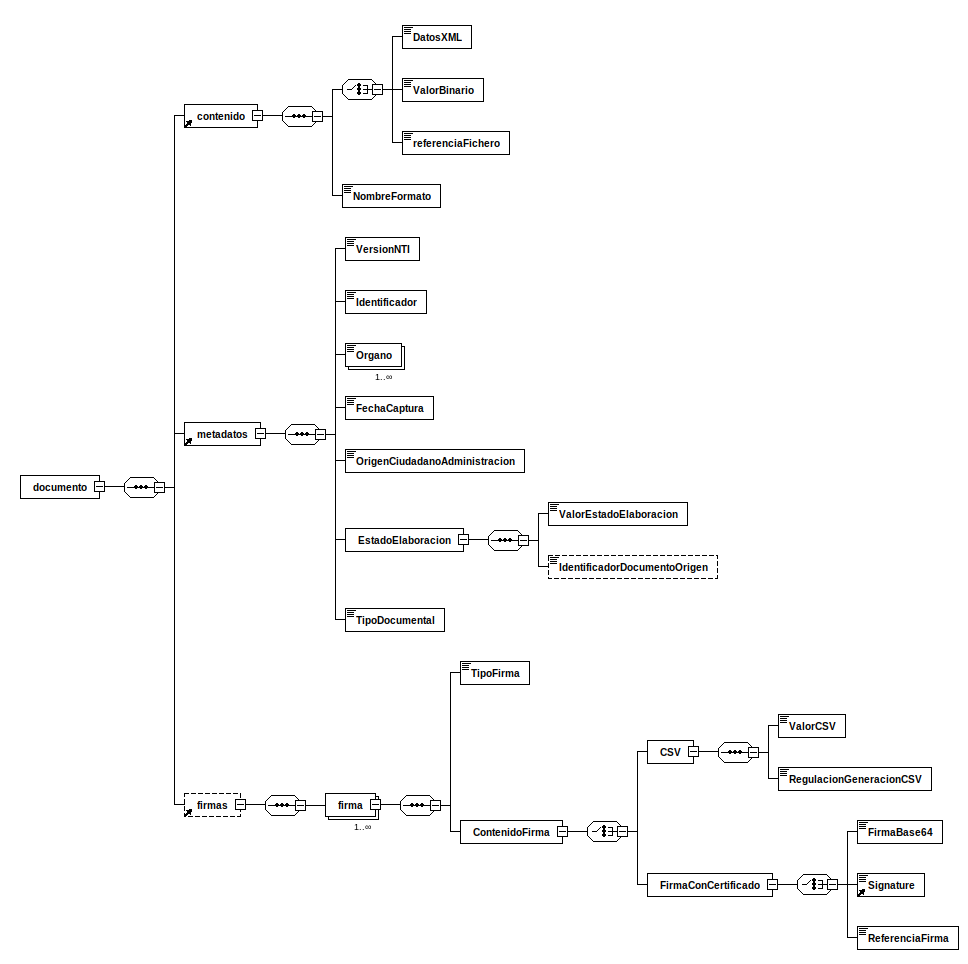 DatosXML
ValorBinario
contenido
referenciaFichero
NombreFormato
VersionNTI
Identificador
Organo
1..∞
FechaCaptura
metadatos
OrigenCiudadanoAdministracion
documento
ValorEstadoElaboracion
EstadoElaboracion
IdentificadorDocumentoOrigen
TipoDocumental
TipoFirma
ValorCSV
CSV
RegulacionGeneracionCSV
firmas
firma
1..∞
ContenidoFirma
FirmaBase64
FirmaConCertificado
Signature
ReferenciaFirma